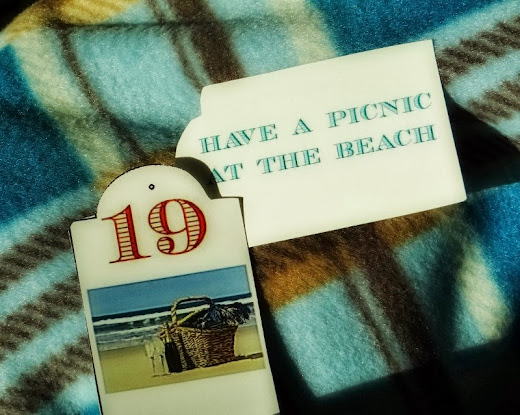 HAVE A PICNIC
AT THE BEACH
19